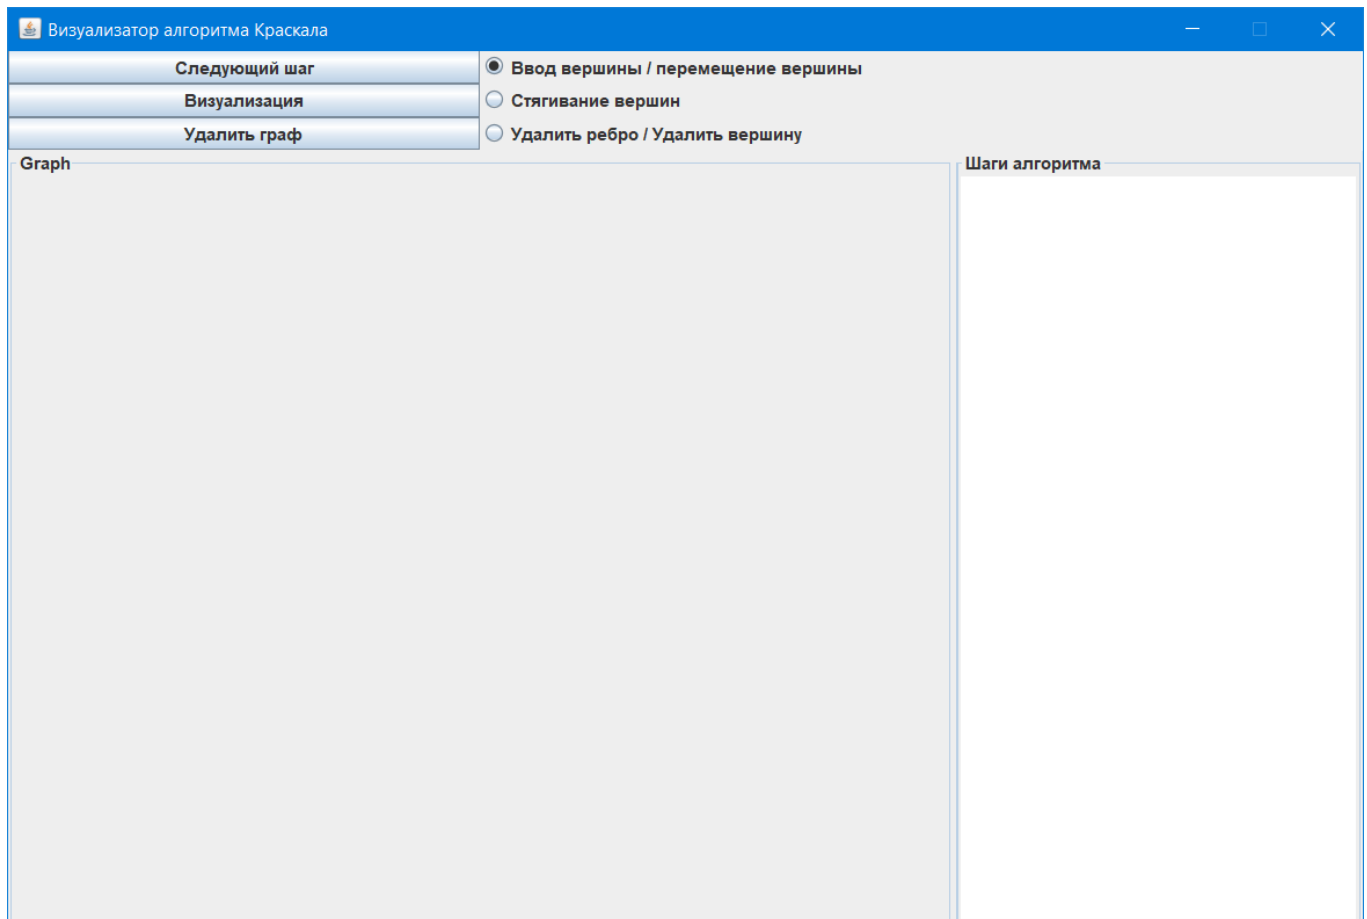 Визуализатор алгоритма Краскала
Следующий шаг
Ввод вершины / перемещение вершины
Визуализация
Стягивание вершин
Удалить граф
Удалить ребро / Удалить вершину
Graph
Шаги алгоритма